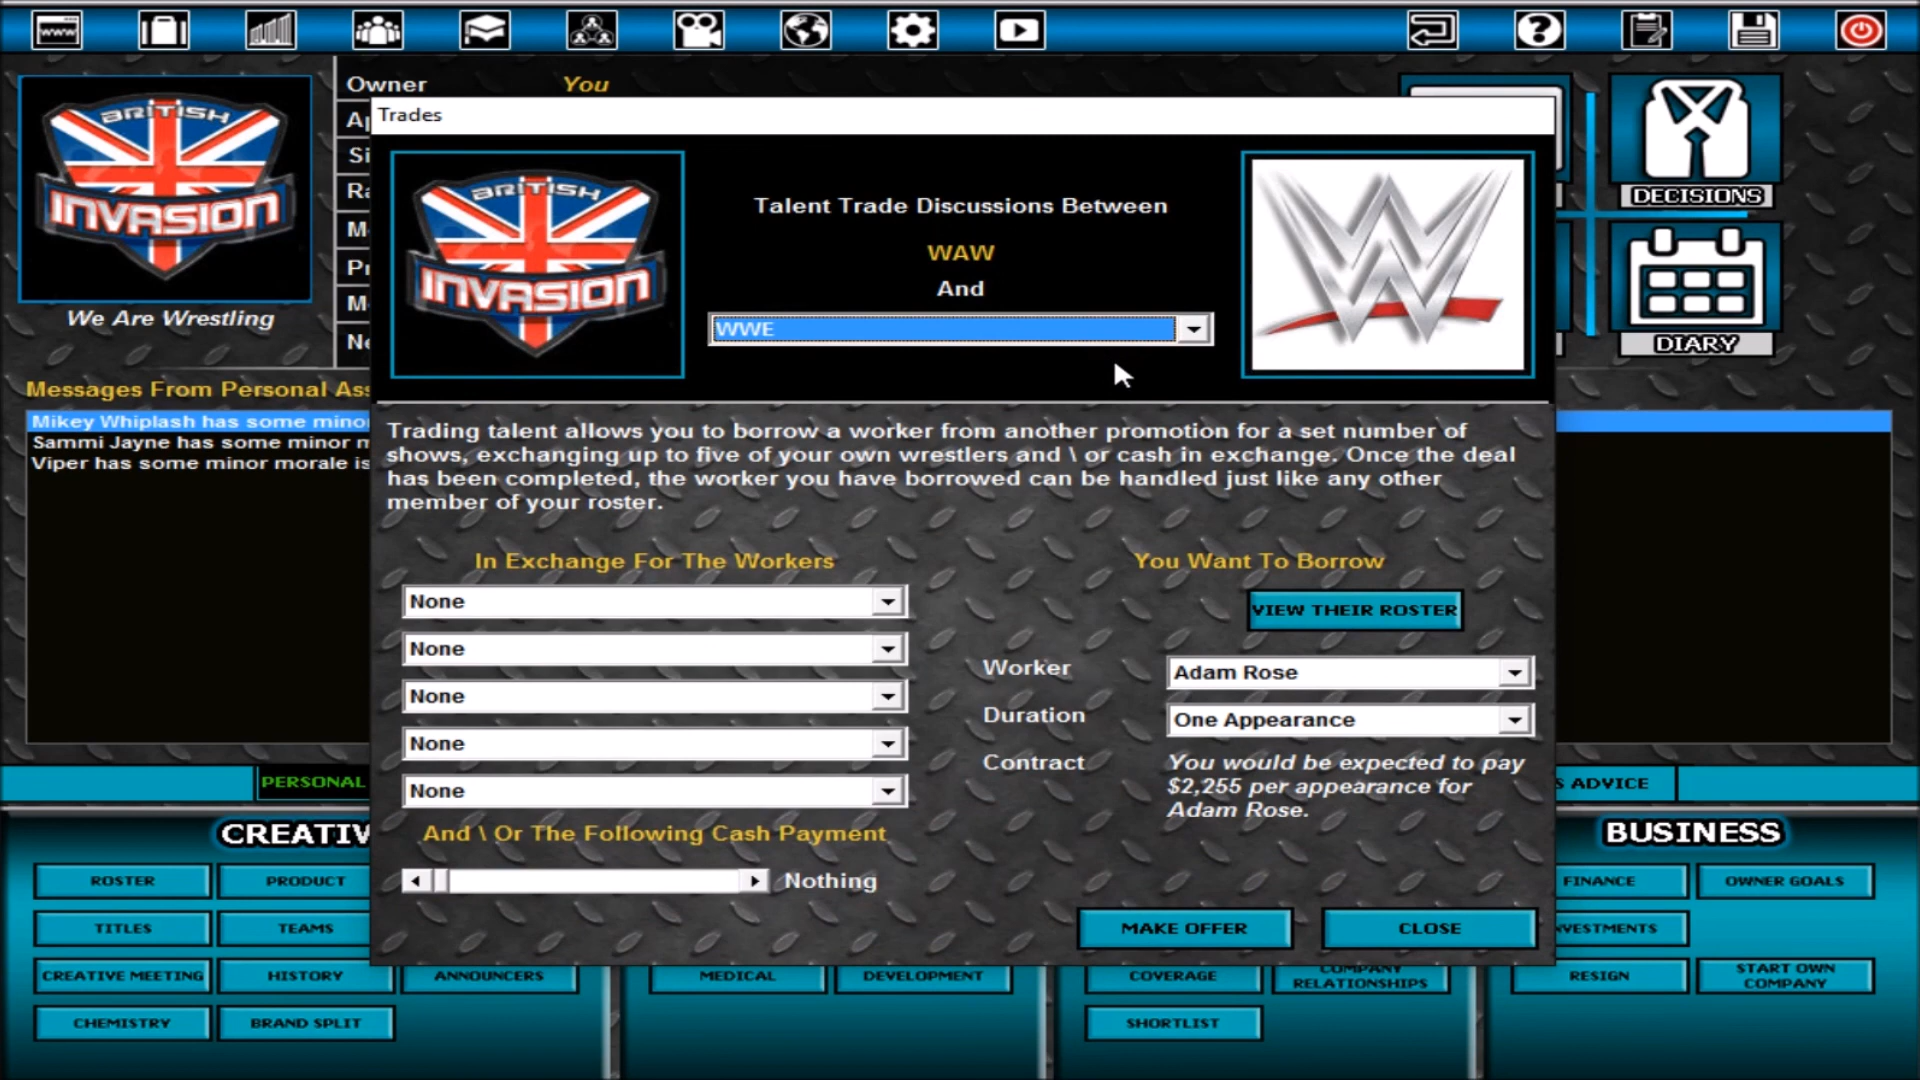 WWW
Owner You
Trades
BRITISH
INVASION
We Are Wrestling
BRITISH
INVASION
Talent Trade Discussions Between
WAW
And
WWE
DECISIONS
DIARY
Messages From Personal Ass
Mikey Whiplash has some mino
Sammi Jayne has some minor m
Viper has some minor morale is
Trading talent allows you to borrow a worker from another promotion for a set number of
shows, exchanging up to five of your own wrestlers and \ or cash in exchange. Once the deal
has been completed, the worker you have borrowed can be handled just like any other
member of your roster.
In Exchange For The Workers
None
None
None
None
None
And \ Or The Following Cash Payment
Nothing
You Want To Borrow
VIEW THEIR ROSTER
Worker Adam Rose
Duration One Appearance
Contract You would be expected to pay
$2,255 per appearance for
Adam Rose.
MAKE OFFER CLOSE
PERSONAL
S ADVICE
CREATIV
ROSTER PRODUCT
TITLES TEAMS
CREATIVE MEETING HISTORY ANNOUNCERS
CHEMISTRY BRAND SPLIT
MEDICAL DEVELOPMENT
COVERAGE COMPANY
RELATIONSHIPS
SHORTLIST
BUSINESS
FINANCE OWNER GOALS
VESTMENTS
RESIGN START OWN
COMPANY